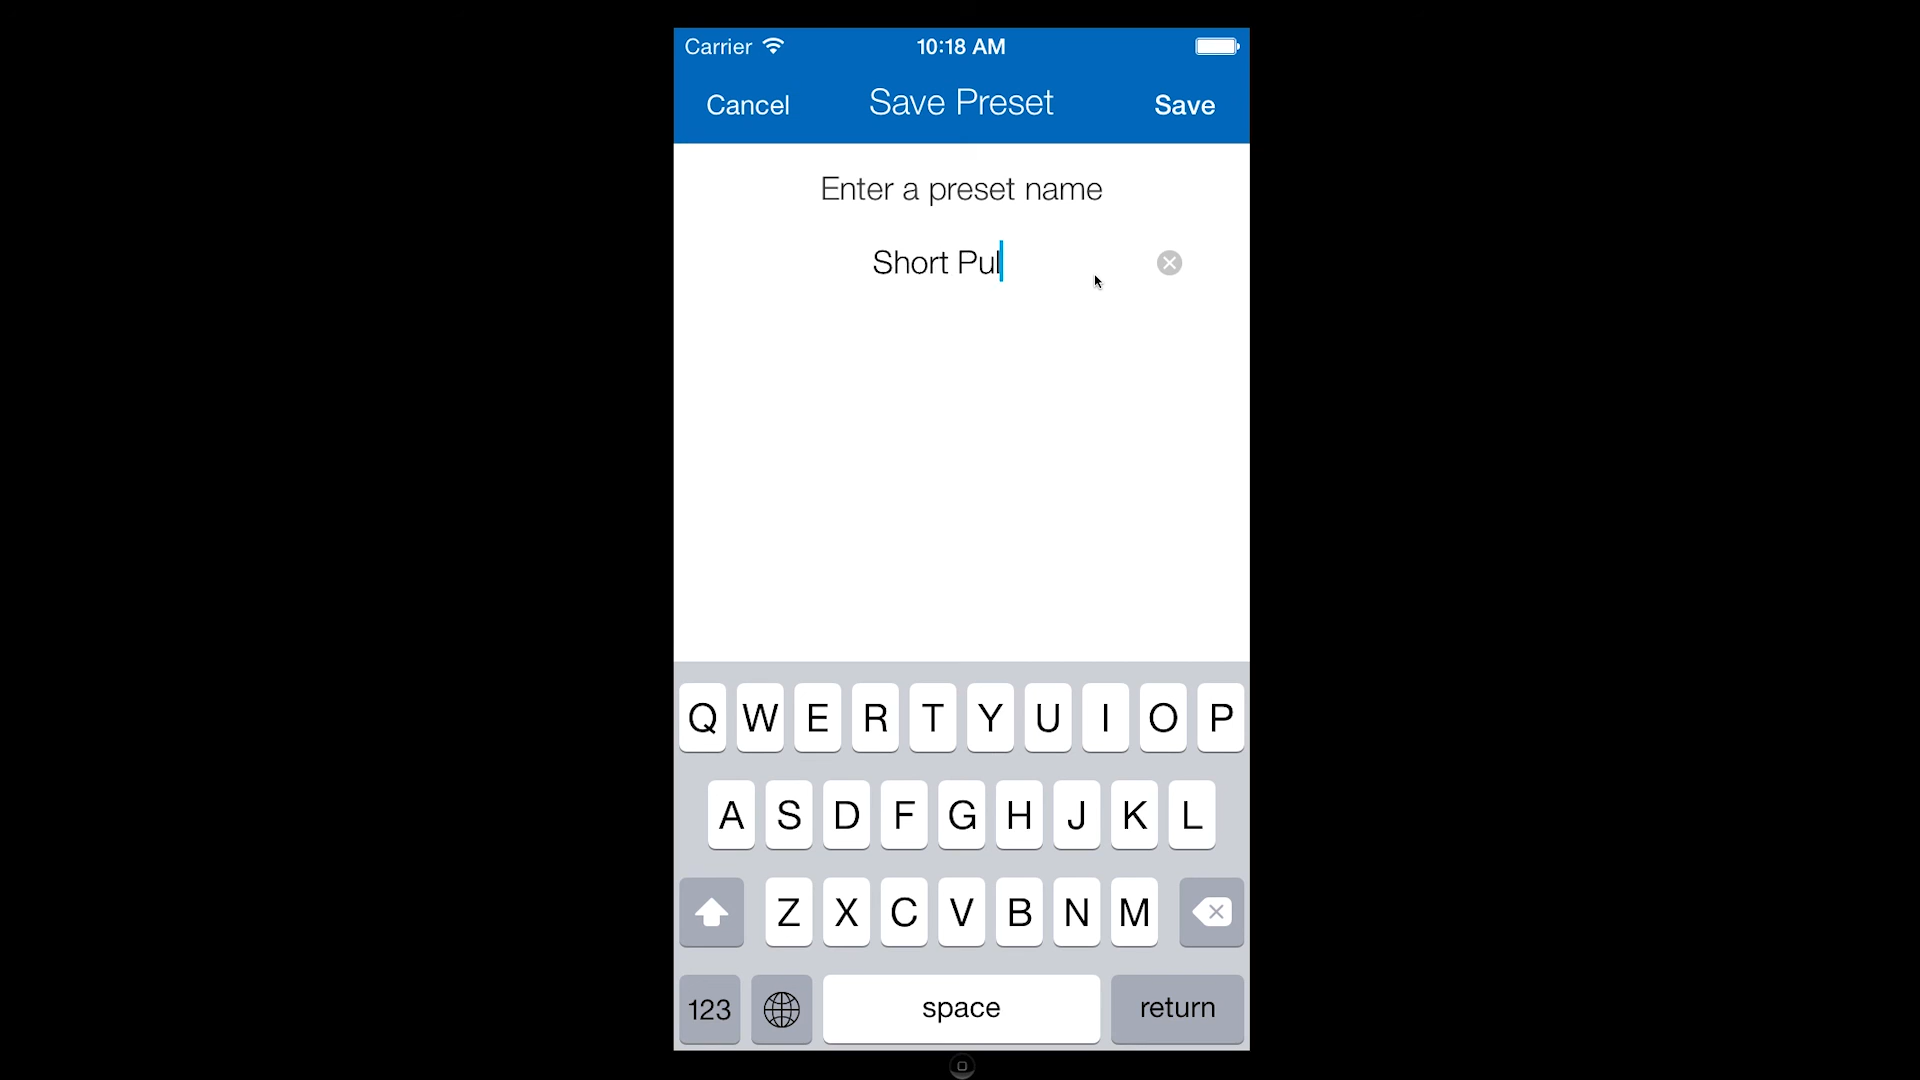 Carrier 10:18 AM
Cancel Save Preset Save
Enter a preset name
Short Pul
Q W E R T Y U I O P
A S D F G H J K L
Z X C V B N M
123 space return